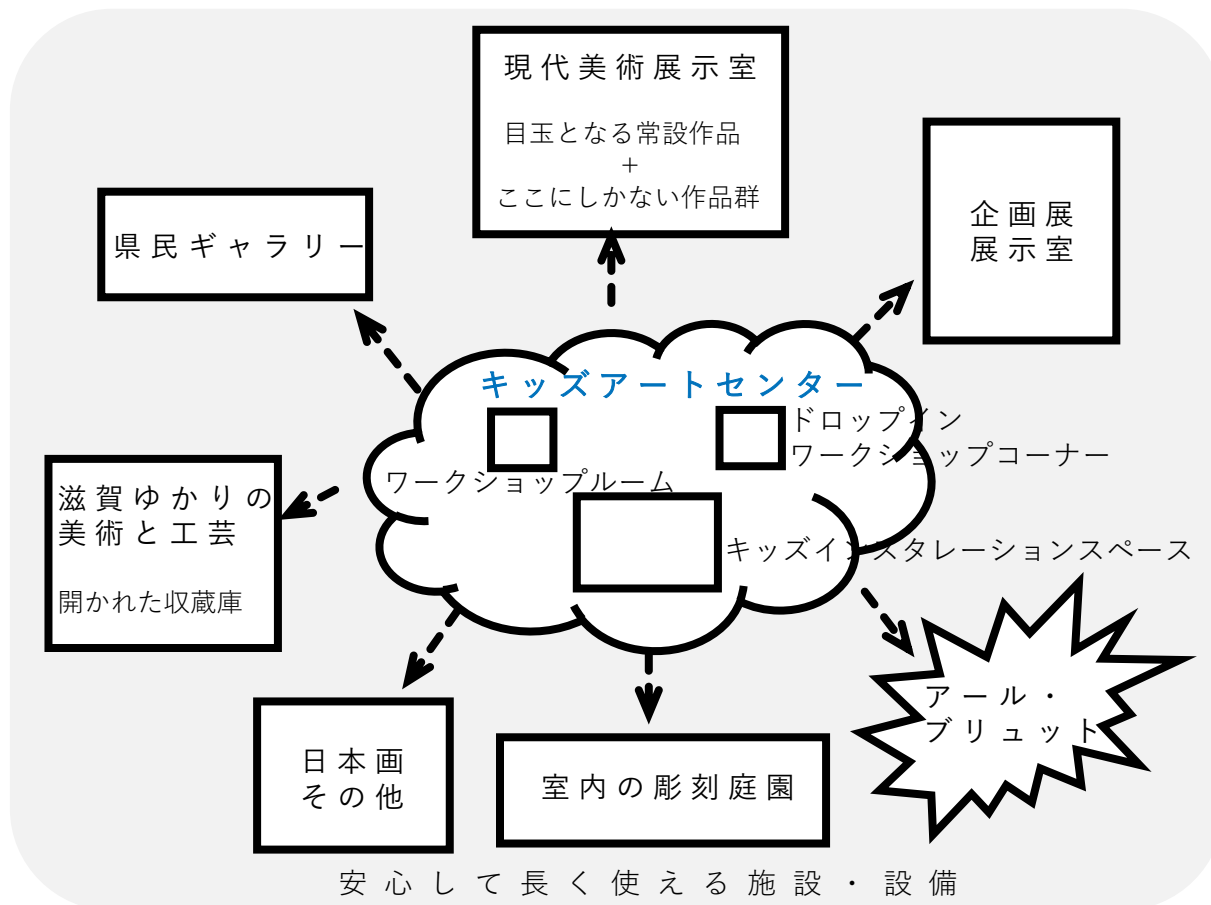 現代美術展示室
目玉となる常設作品
+
ここにしかない作品群
企画展
展示室
県民ギャラリー
キッズアートセンター
ドロップイン
ワークショップコーナー
ワークショップルーム
キッズインスタレーションスペース
滋賀ゆかりの
美術と工芸
開かれた収蔵庫
アール・
ブリュット
日本画
その他
室内の彫刻庭園
安心して長く使える施設・設備